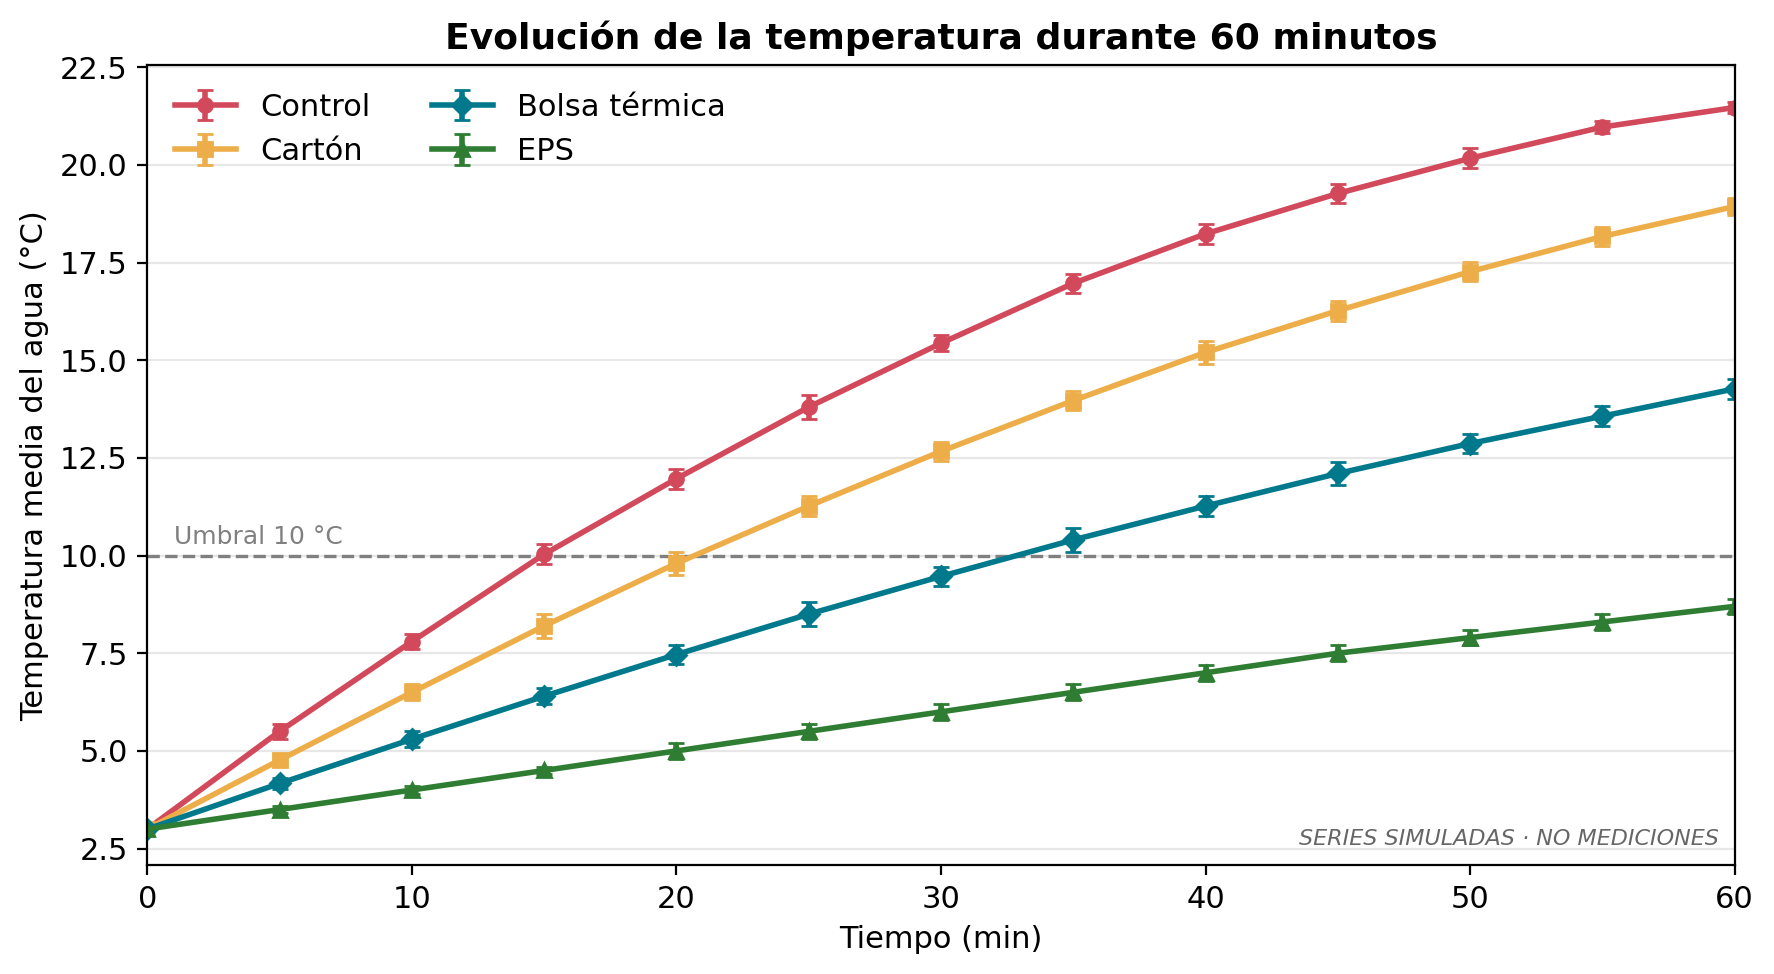 Evolución de la temperatura durante 60 minutos
Temperatura media del agua (°C)
22.5
20.0
17.5
15.0
12.5
10.0
7.5
5.0
2.5
Control
Cartón
Bolsa térmica
EPS
Umbral 10 °C
SERIES SIMULADAS · NO MEDICIONES
0 10 20 30 40 50 60
Tiempo (min)